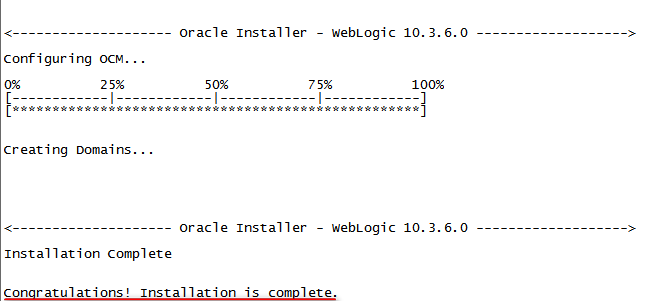 <-------------------- Oracle Installer - WebLogic 10.3.6.0 ------------------->
Configuring OCM...
0%          25%          50%          75%          100%
[------------|------------|------------|------------]
[***************************************************]
Creating Domains...
<-------------------- Oracle Installer - WebLogic 10.3.6.0 ------------------->
Installation Complete
Congratulations! Installation is complete.